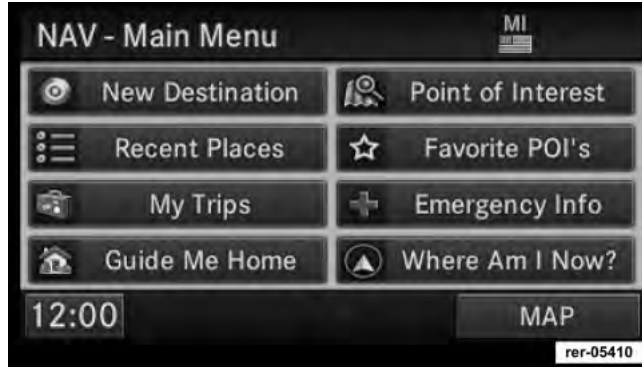 NAV - Main Menu
MI
New Destination
Point of Interest
Recent Places
Favorite POI's
My Trips
Emergency Info
Guide Me Home
Where Am I Now?
12:00
MAP
rer-05410